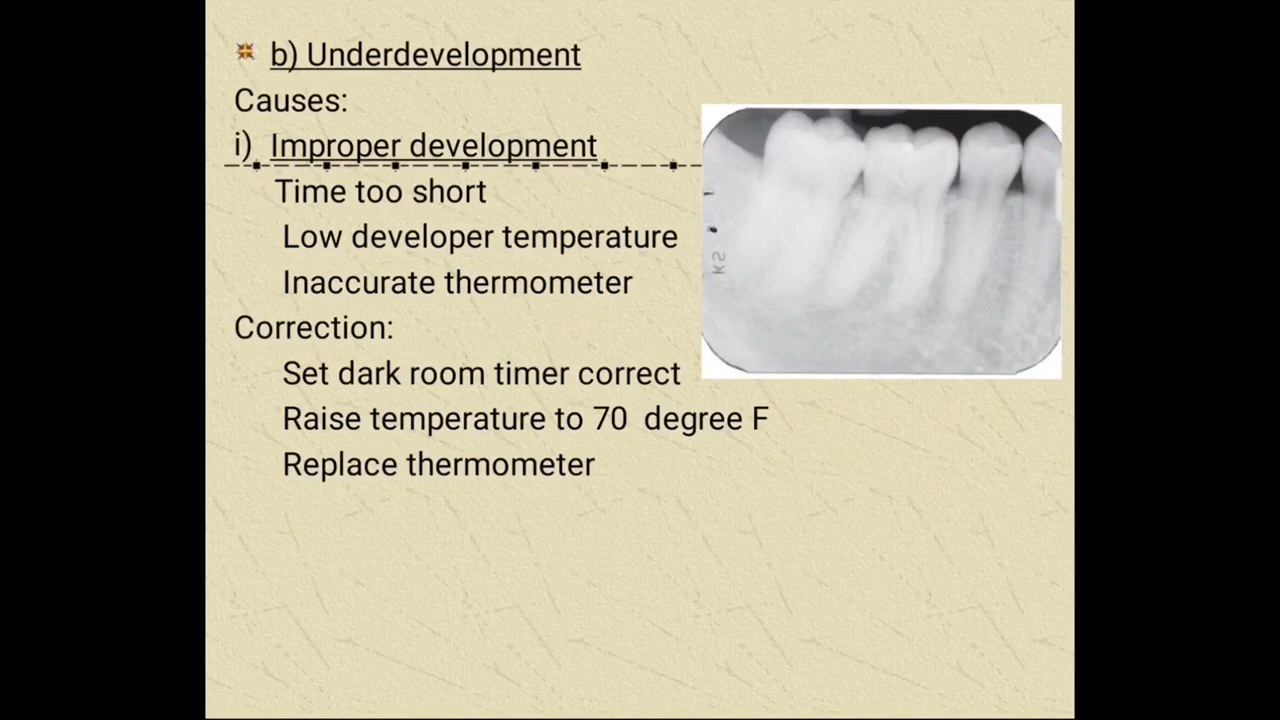 b) Underdevelopment
Causes:
i) Improper development
Time too short
Low developer temperature
Inaccurate thermometer
Correction:
Set dark room timer correct
Raise temperature to 70 degree F
Replace thermometer